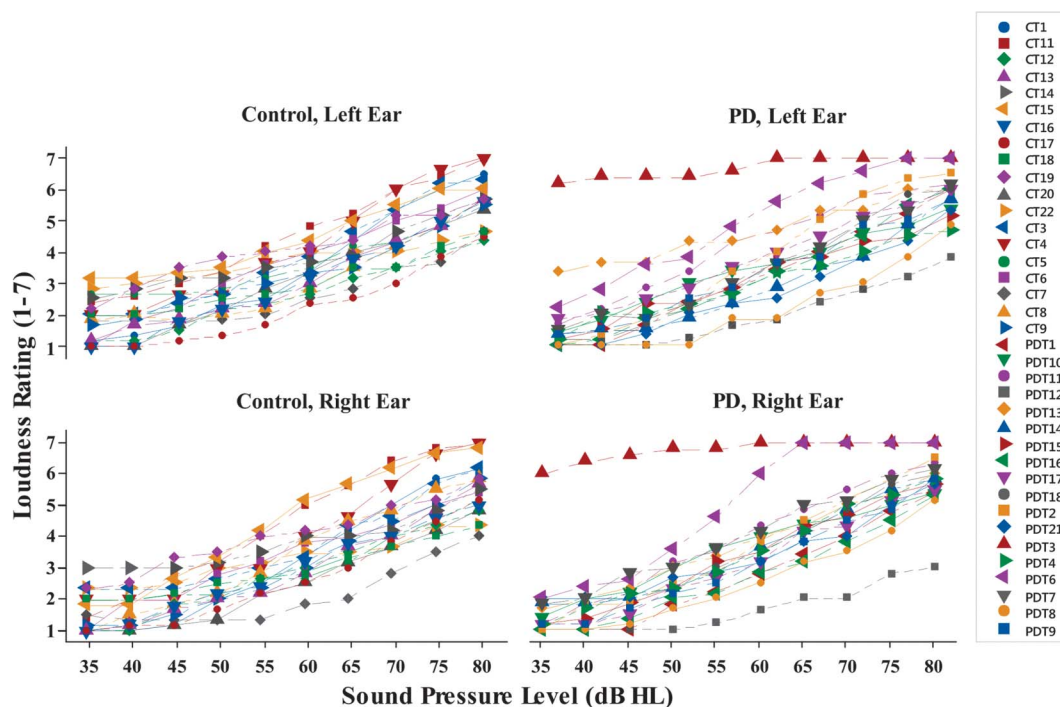 Control, Left Ear
PD, Left Ear
7
6
5
4
3
2
1
Control, Right Ear
PD, Right Ear
7
6
5
4
3
2
1
35 40 45 50 55 60 65 70 75 80
35 40 45 50 55 60 65 70 75 80
Loudness Rating (1–7)
Sound Pressure Level (dB HL)
CT1
CT11
CT12
CT13
CT14
CT15
CT16
CT17
CT18
CT19
CT20
CT22
CT3
CT4
CT5
CT6
CT7
CT8
CT9
PDT1
PDT10
PDT11
PDT12
PDT13
PDT14
PDT15
PDT16
PDT17
PDT18
PDT2
PDT21
PDT3
PDT4
PDT6
PDT7
PDT8
PDT9